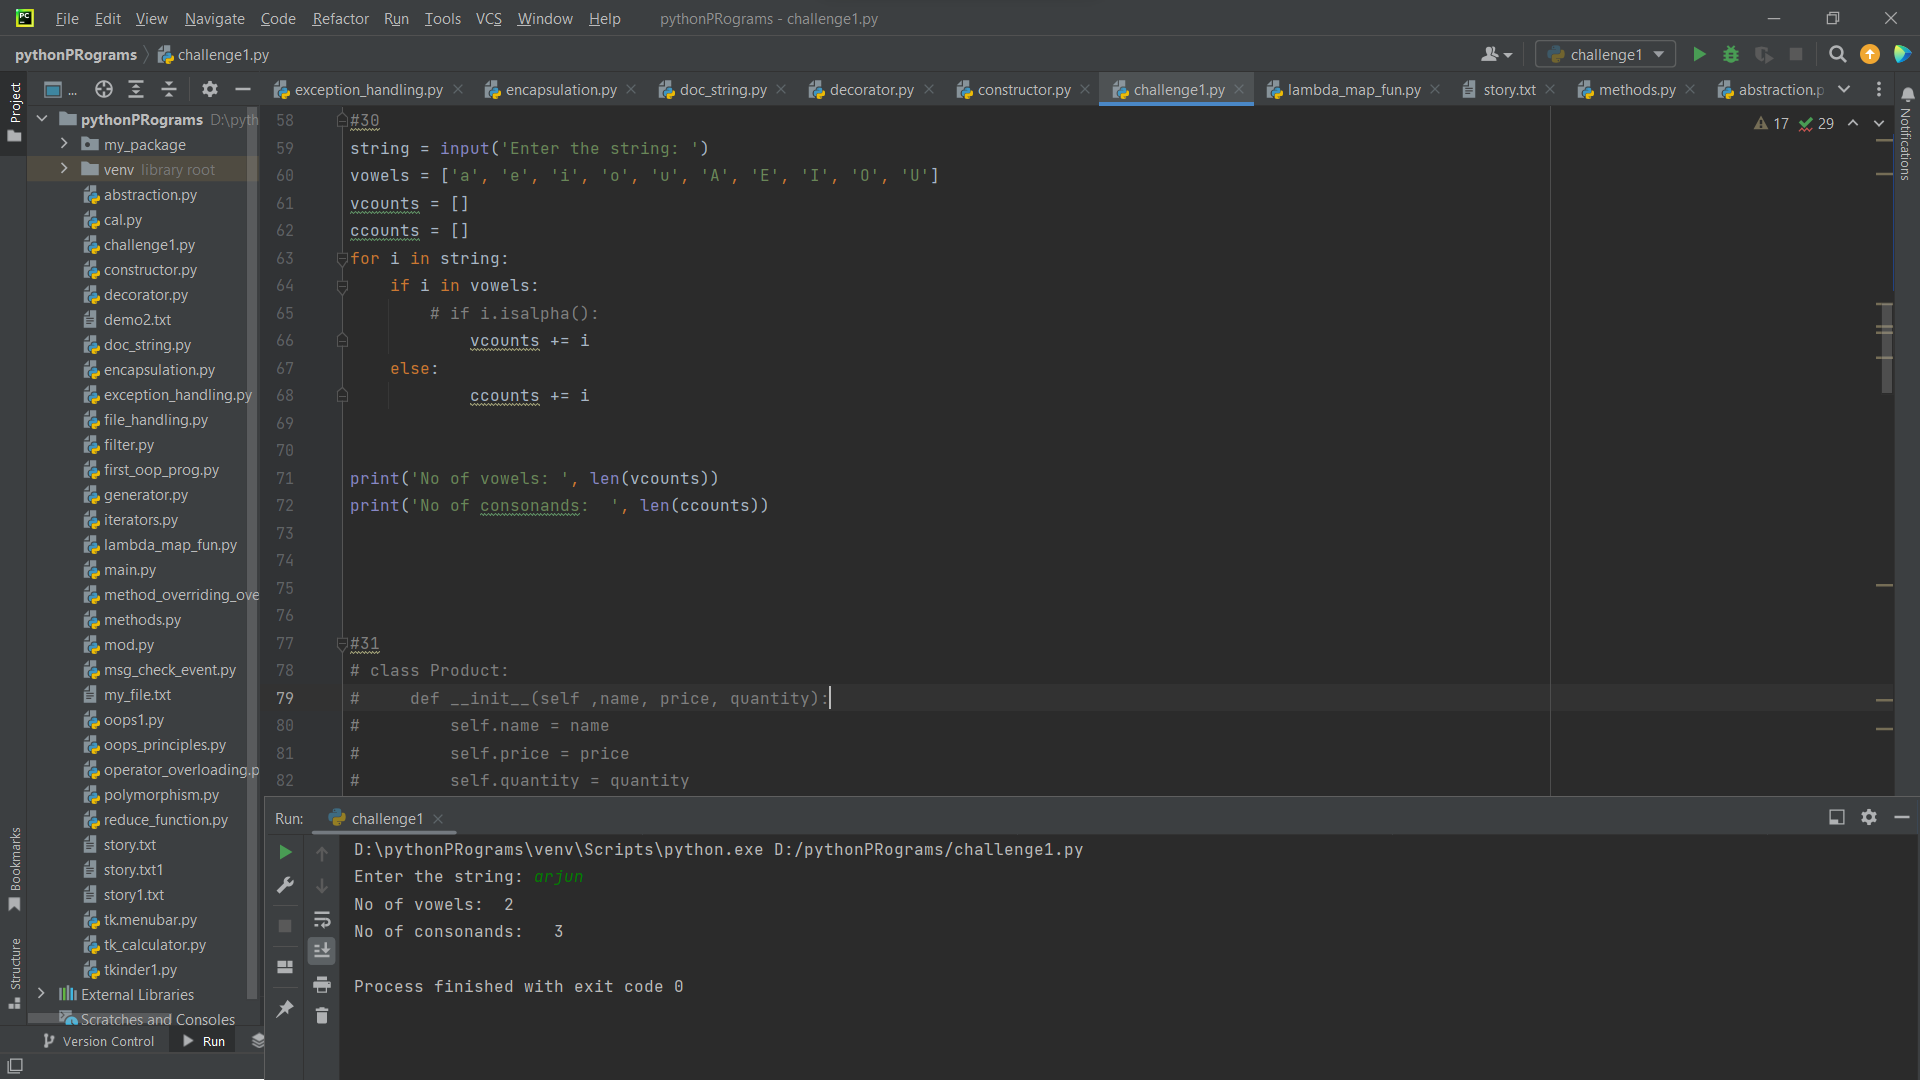 File Edit View Navigate Code Refactor Run Tools VCS Window Help pythonPRograms - challenge1.py
pythonPRograms challenge1.py challenge1
Project ... exception_handling.py encapsulation.py doc_string.py decorator.py constructor.py challenge1.py lambda_map_fun.py story.txt methods.py abstraction.p
Notifications
17 29
pythonPRograms D:\pyth
my_package
venv library root
abstraction.py
cal.py
challenge1.py
constructor.py
decorator.py
demo2.txt
doc_string.py
encapsulation.py
exception_handling.py
file_handling.py
filter.py
first_oop_prog.py
generator.py
iterators.py
lambda_map_fun.py
main.py
method_overriding_ove
methods.py
mod.py
msg_check_event.py
my_file.txt
oops1.py
oops_principles.py
operator_overloading.p
polymorphism.py
reduce_function.py
story.txt
story.txt1
story1.txt
tk.menubar.py
tk_calculator.py
tkinder1.py
External Libraries
Scratches and Consoles
58 #30
59 string = input('Enter the string: ')
60 vowels = ['a', 'e', 'i', 'o', 'u', 'A', 'E', 'I', 'O', 'U']
61 vcounts = []
62 ccounts = []
63 for i in string:
64     if i in vowels:
65         # if i.isalpha():
66             vcounts += i
67     else:
68             ccounts += i
69
70
71 print('No of vowels: ', len(vcounts))
72 print('No of consonands:  ', len(ccounts))
73
74
75
76
77 #31
78 # class Product:
79 #     def __init__(self ,name, price, quantity):
80 #         self.name = name
81 #         self.price = price
82 #         self.quantity = quantity
Run: challenge1
D:\pythonPRograms\venv\Scripts\python.exe D:/pythonPRograms/challenge1.py
Enter the string: arjun
No of vowels:  2
No of consonands:   3
Process finished with exit code 0
Bookmarks
Structure
Version Control Run